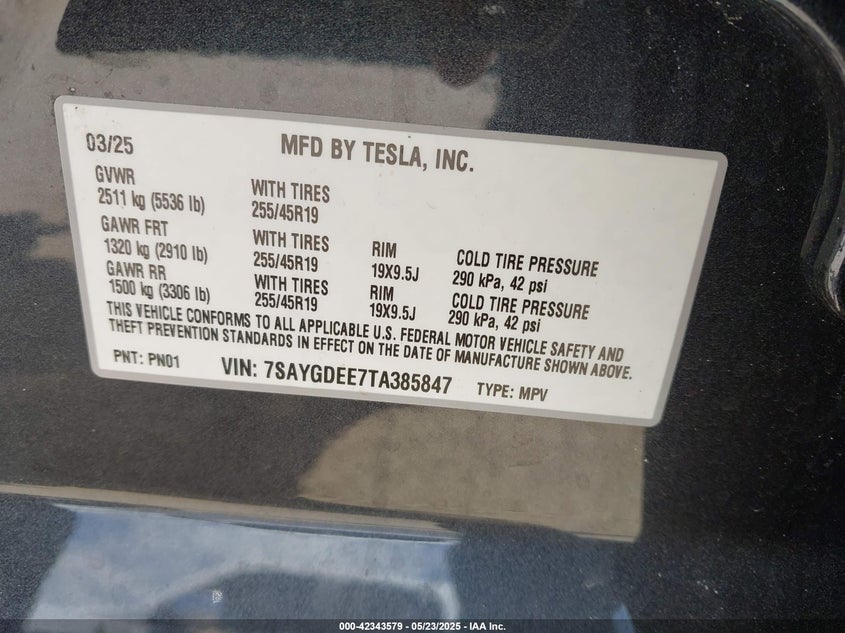 03/25 MFD BY TESLA, INC.
GVWR
2511 kg (5536 lb) WITH TIRES
255/45R19
GAWR FRT
1320 kg (2910 lb) WITH TIRES
255/45R19 RIM
19X9.5J COLD TIRE PRESSURE
290 kPa, 42 psi
GAWR RR
1500 kg (3306 lb) WITH TIRES
255/45R19 RIM
19X9.5J COLD TIRE PRESSURE
290 kPa, 42 psi
THIS VEHICLE CONFORMS TO ALL APPLICABLE U.S. FEDERAL MOTOR VEHICLE SAFETY AND
THEFT PREVENTION STANDARDS IN EFFECT ON THE DATE OF MANUFACTURE SHOWN ABOVE.
PNT: PN01 VIN: 7SAYGDEE7TA385847 TYPE: MPV
000-42343579 - 05/23/2025 - IAA Inc.